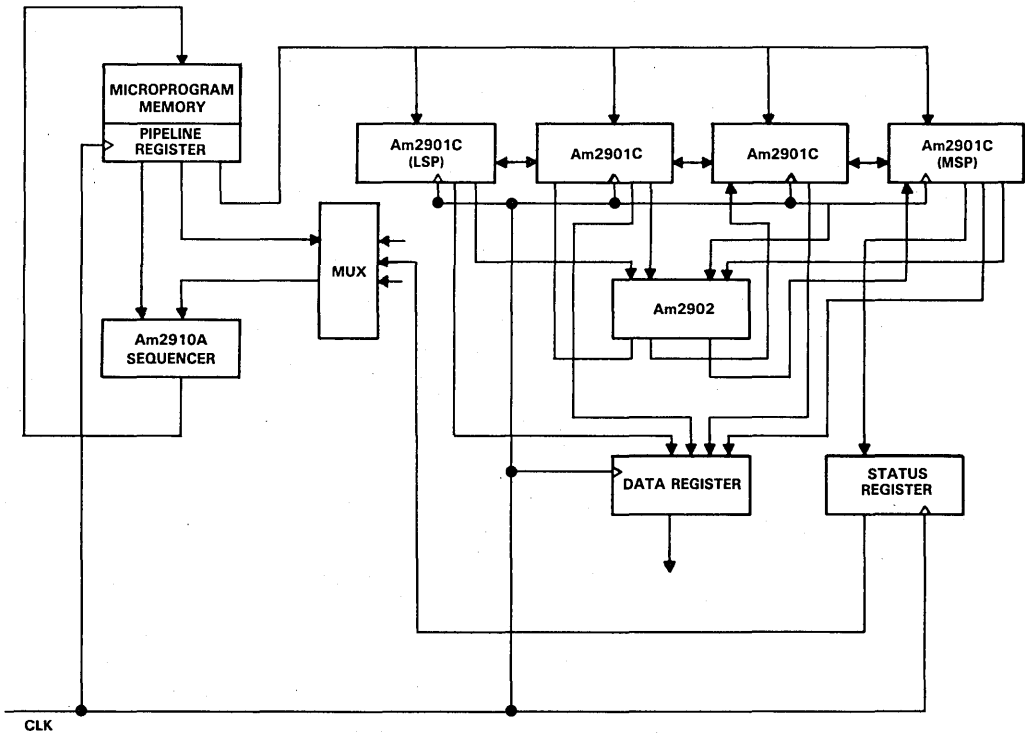 MICROPROGRAM
MEMORY
PIPELINE
REGISTER
Am2901C
(LSP)
Am2901C
Am2901C
Am2901C
(MSP)
MUX
Am2902
Am2910A
SEQUENCER
DATA REGISTER
STATUS
REGISTER
CLK